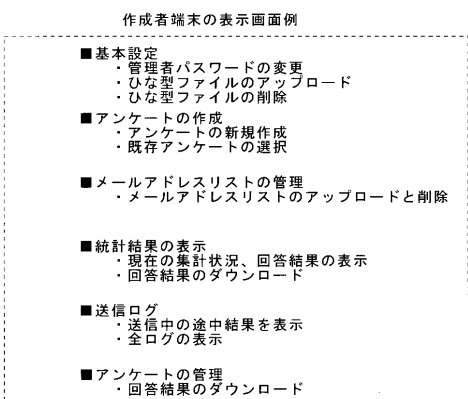 作成者端末の表示画面例
■基本設定
・管理者パスワードの変更
・ひな型ファイルのアップロード
・ひな型ファイルの削除
■アンケートの作成
・アンケートの新規作成
・既存アンケートの選択
■メールアドレスリストの管理
・メールアドレスリストのアップロードと削除
■統計結果の表示
・現在の集計状況、回答結果の表示
・回答結果のダウンロード
■送信ログ
・送信中の途中結果を表示
・全ログの表示
■アンケートの管理
・回答結果のダウンロード